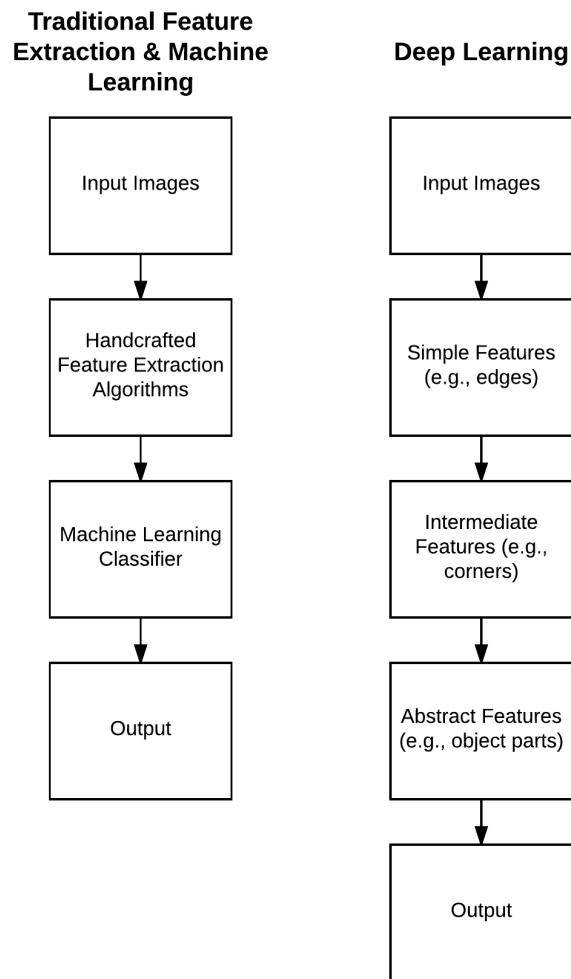 Traditional Feature
Extraction & Machine
Learning
Input Images
Handcrafted
Feature Extraction
Algorithms
Machine Learning
Classifier
Output
Deep Learning
Input Images
Simple Features
(e.g., edges)
Intermediate
Features (e.g.,
corners)
Abstract Features
(e.g., object parts)
Output